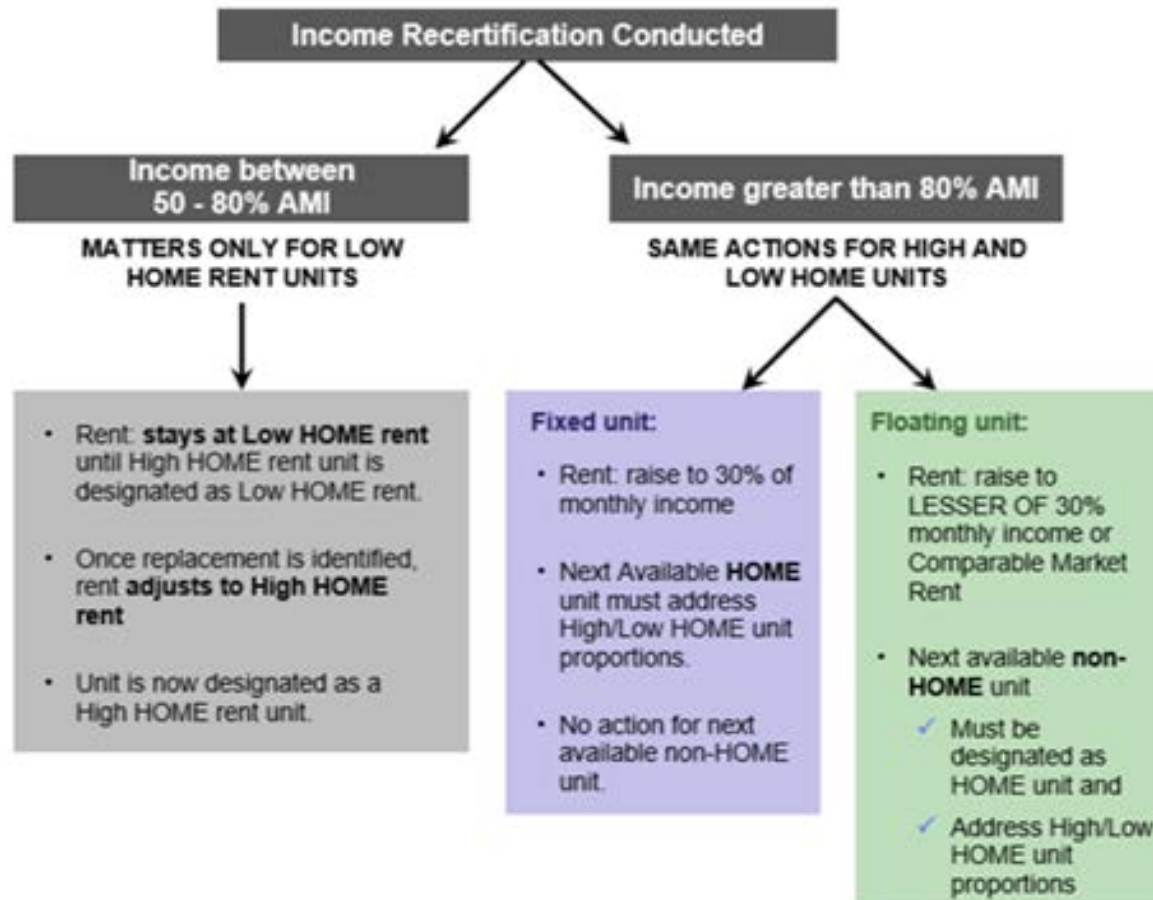 Income Recertification Conducted
Income between
50 - 80% AMI
MATTERS ONLY FOR LOW
HOME RENT UNITS
• Rent: stays at Low HOME rent
until High HOME rent unit is
designated as Low HOME rent.
• Once replacement is identified,
rent adjusts to High HOME
rent
• Unit is now designated as a
High HOME rent unit.
Income greater than 80% AMI
SAME ACTIONS FOR HIGH AND
LOW HOME UNITS
Fixed unit:
• Rent: raise to 30% of
monthly income
• Next Available HOME
unit must address
High/Low HOME unit
proportions.
• No action for next
available non-HOME
unit.
Floating unit:
• Rent: raise to
LESSER OF 30%
monthly income or
Comparable Market
Rent
• Next available non-
HOME unit
✓ Must be
designated as
HOME unit and
✓ Address High/Low
HOME unit
proportions